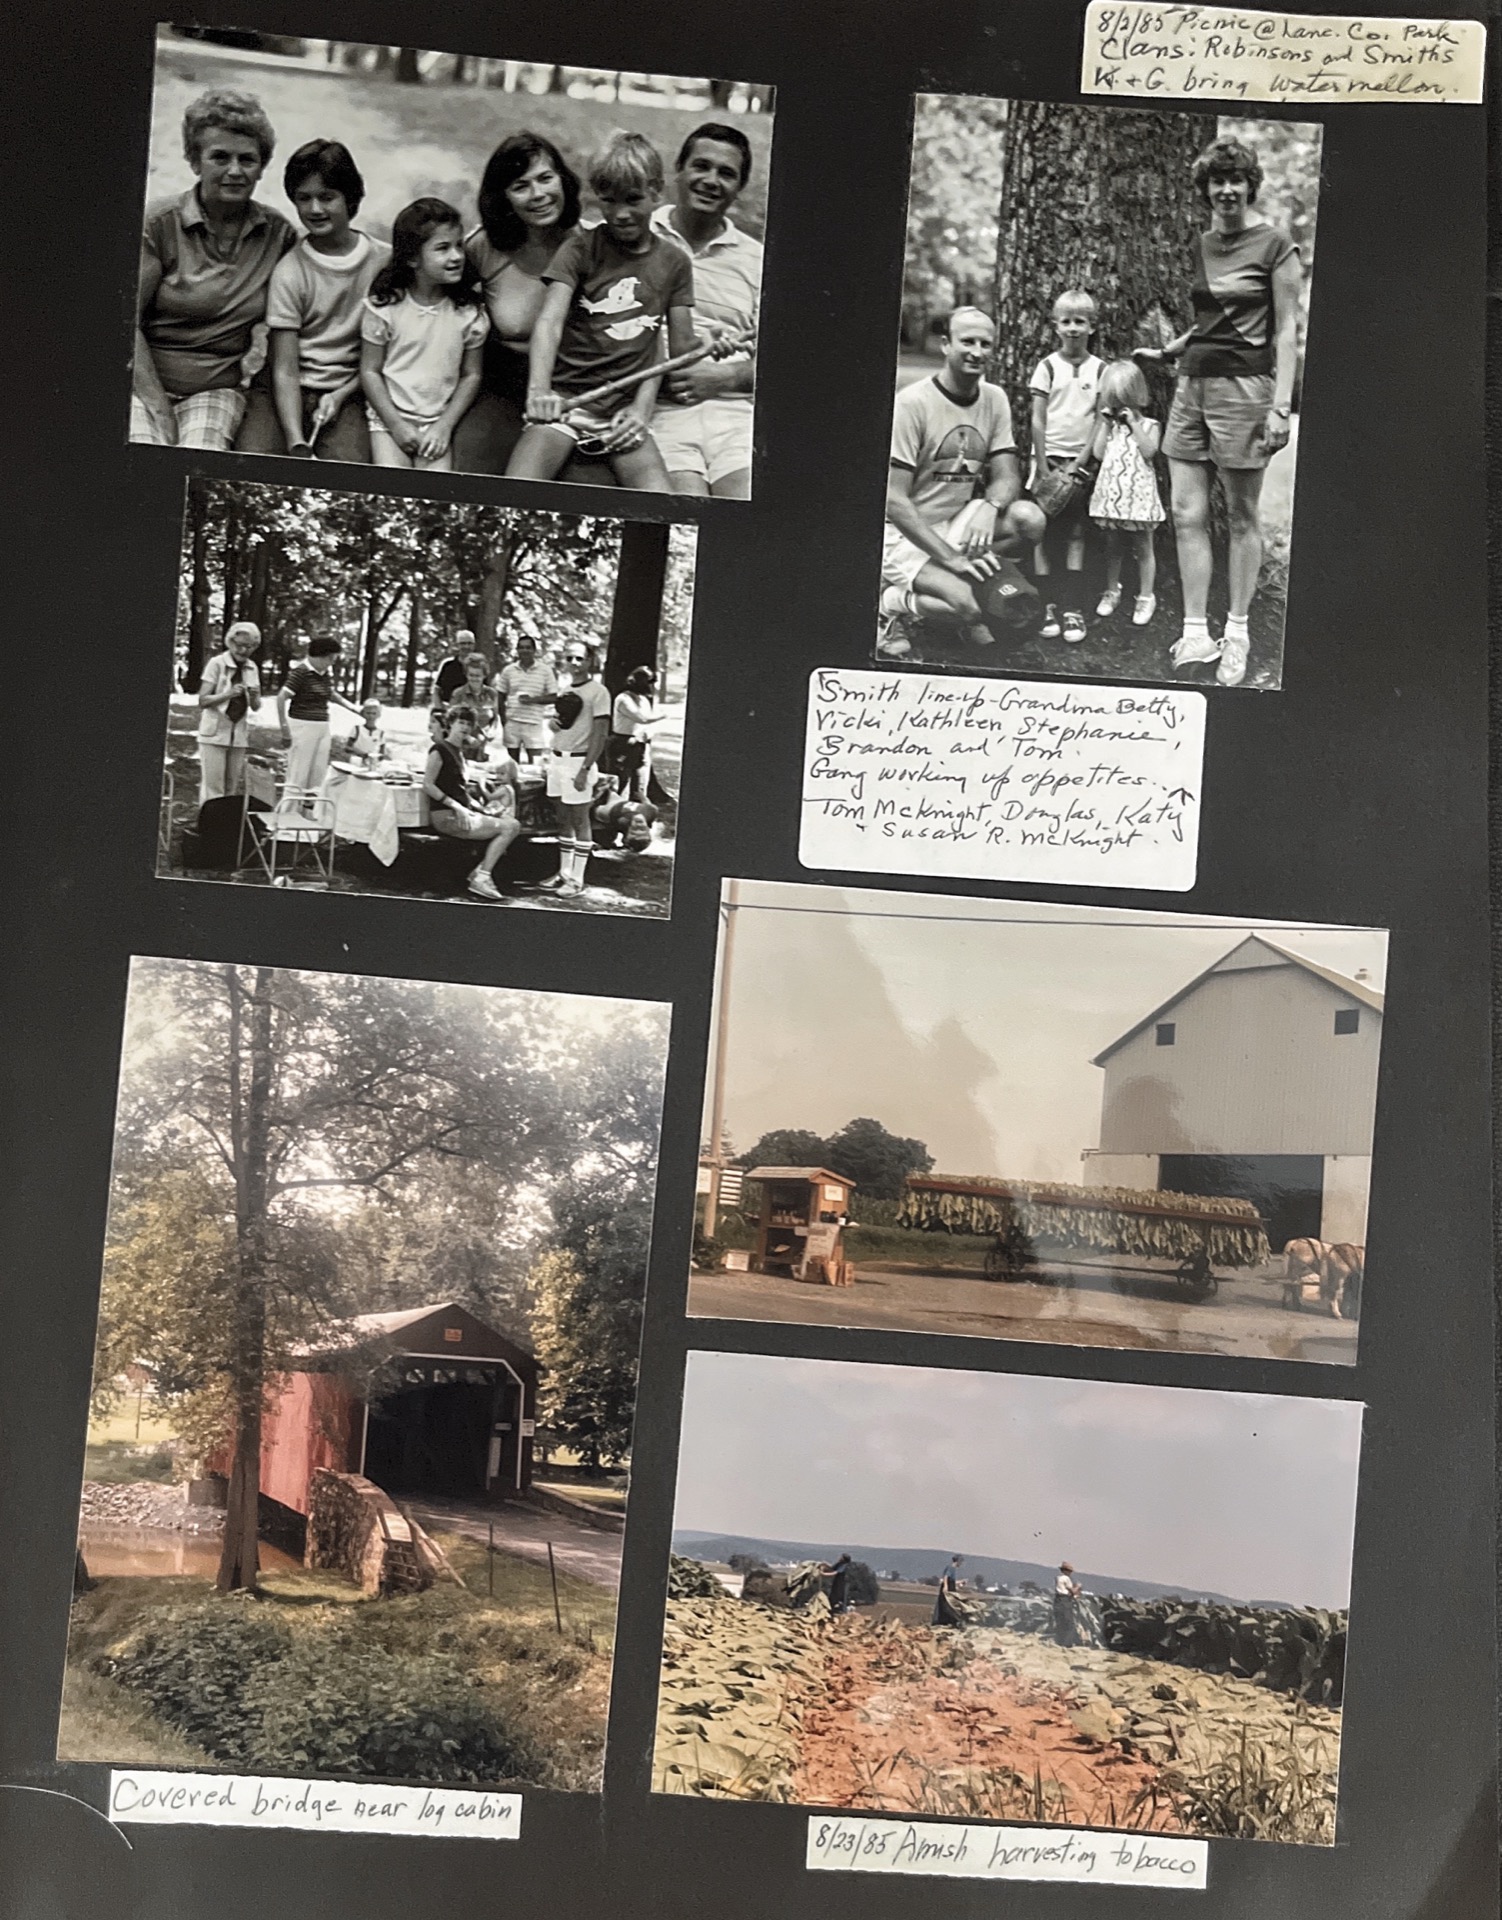 8/2/85 Picnic @ Lanc. Co. Park
Clans: Robinsons and Smiths
K. + G. bring watermellon.
Smith line-up - Grandma Betty,
Vicki, Kathleen, Stephanie,
Brandon and Tom.
Gang working up appetites...
Tom McKnight, Douglas, Katy
+ Susan R. McKnight.
Covered bridge near log cabin
8/23/85 Amish harvesting tobacco